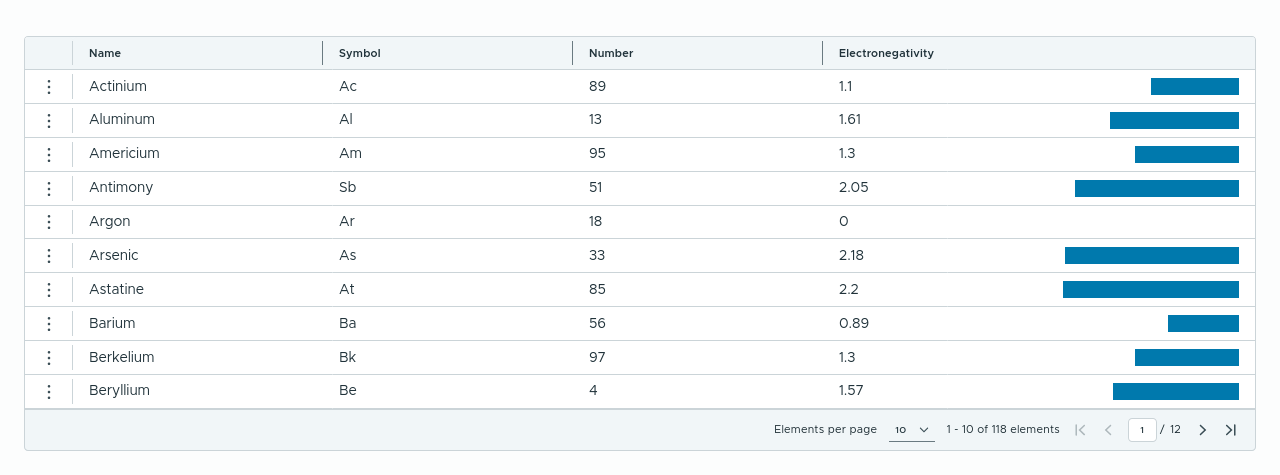 Name Symbol Number Electronegativity
Actinium Ac 89 1.1
Aluminum Al 13 1.61
Americium Am 95 1.3
Antimony Sb 51 2.05
Argon Ar 18 0
Arsenic As 33 2.18
Astatine At 85 2.2
Barium Ba 56 0.89
Berkelium Bk 97 1.3
Beryllium Be 4 1.57
Elements per page 10 1 - 10 of 118 elements 1 / 12